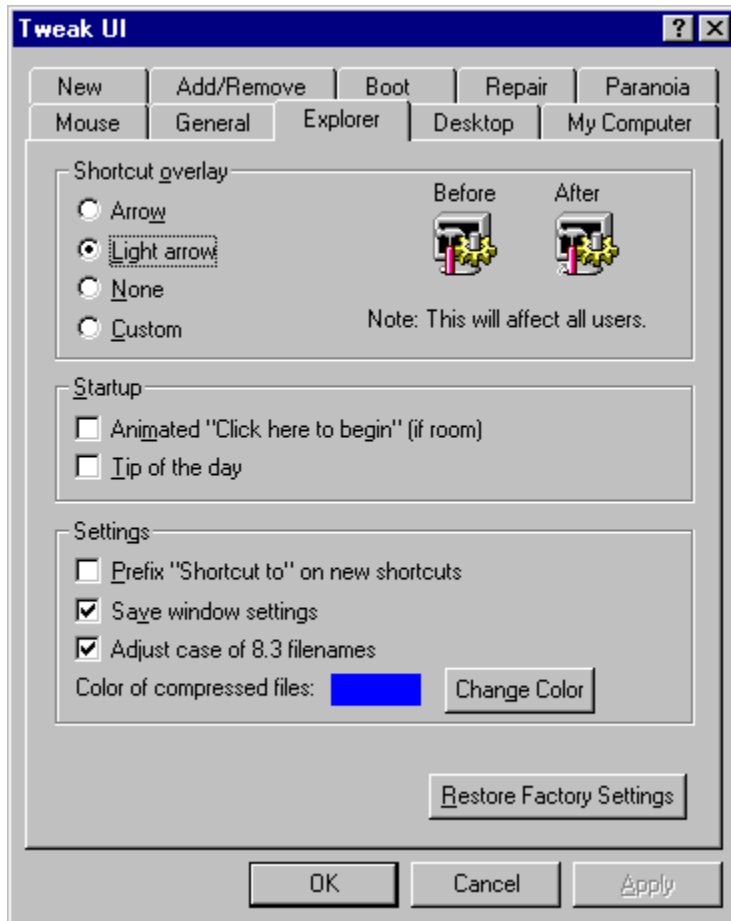 Tweak UI
New Add/Remove Boot Repair Paranoia
Mouse General Explorer Desktop My Computer
Shortcut overlay
Before After
Arrow
Light arrow
None
Custom
Note: This will affect all users.
Startup
Animated "Click here to begin" (if room)
Tip of the day
Settings
Prefix "Shortcut to" on new shortcuts
Save window settings
Adjust case of 8.3 filenames
Color of compressed files: Change Color
Restore Factory Settings
OK Cancel Apply